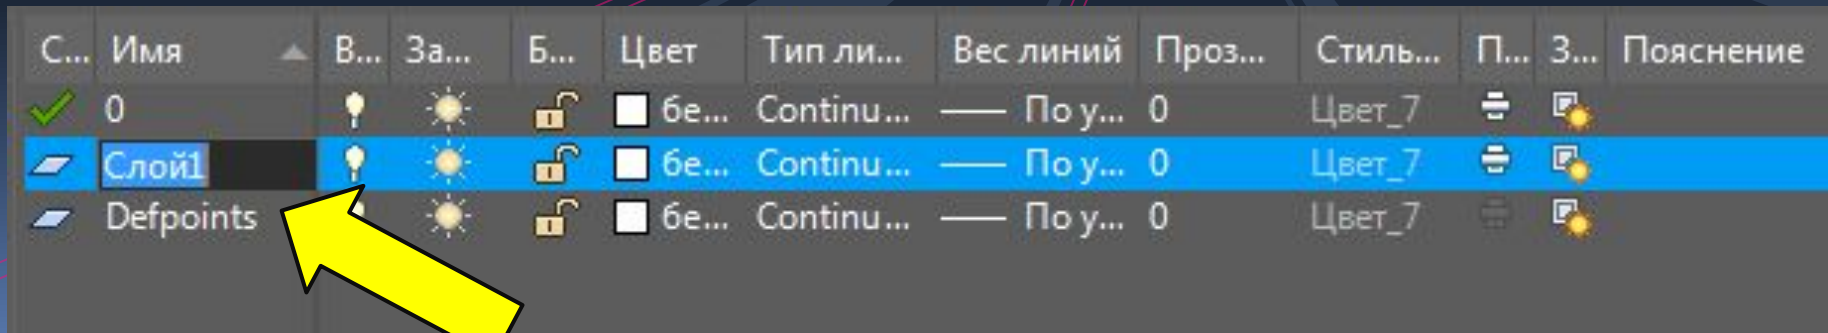 С... Имя В... За... Б... Цвет Тип ли... Вес линий Проз... Стиль... П... З... Пояснение
0 бе... Continu... По у... 0 Цвет_7
Слой1 бе... Continu... По у... 0 Цвет_7
Defpoints бе... Continu... По у... 0 Цвет_7